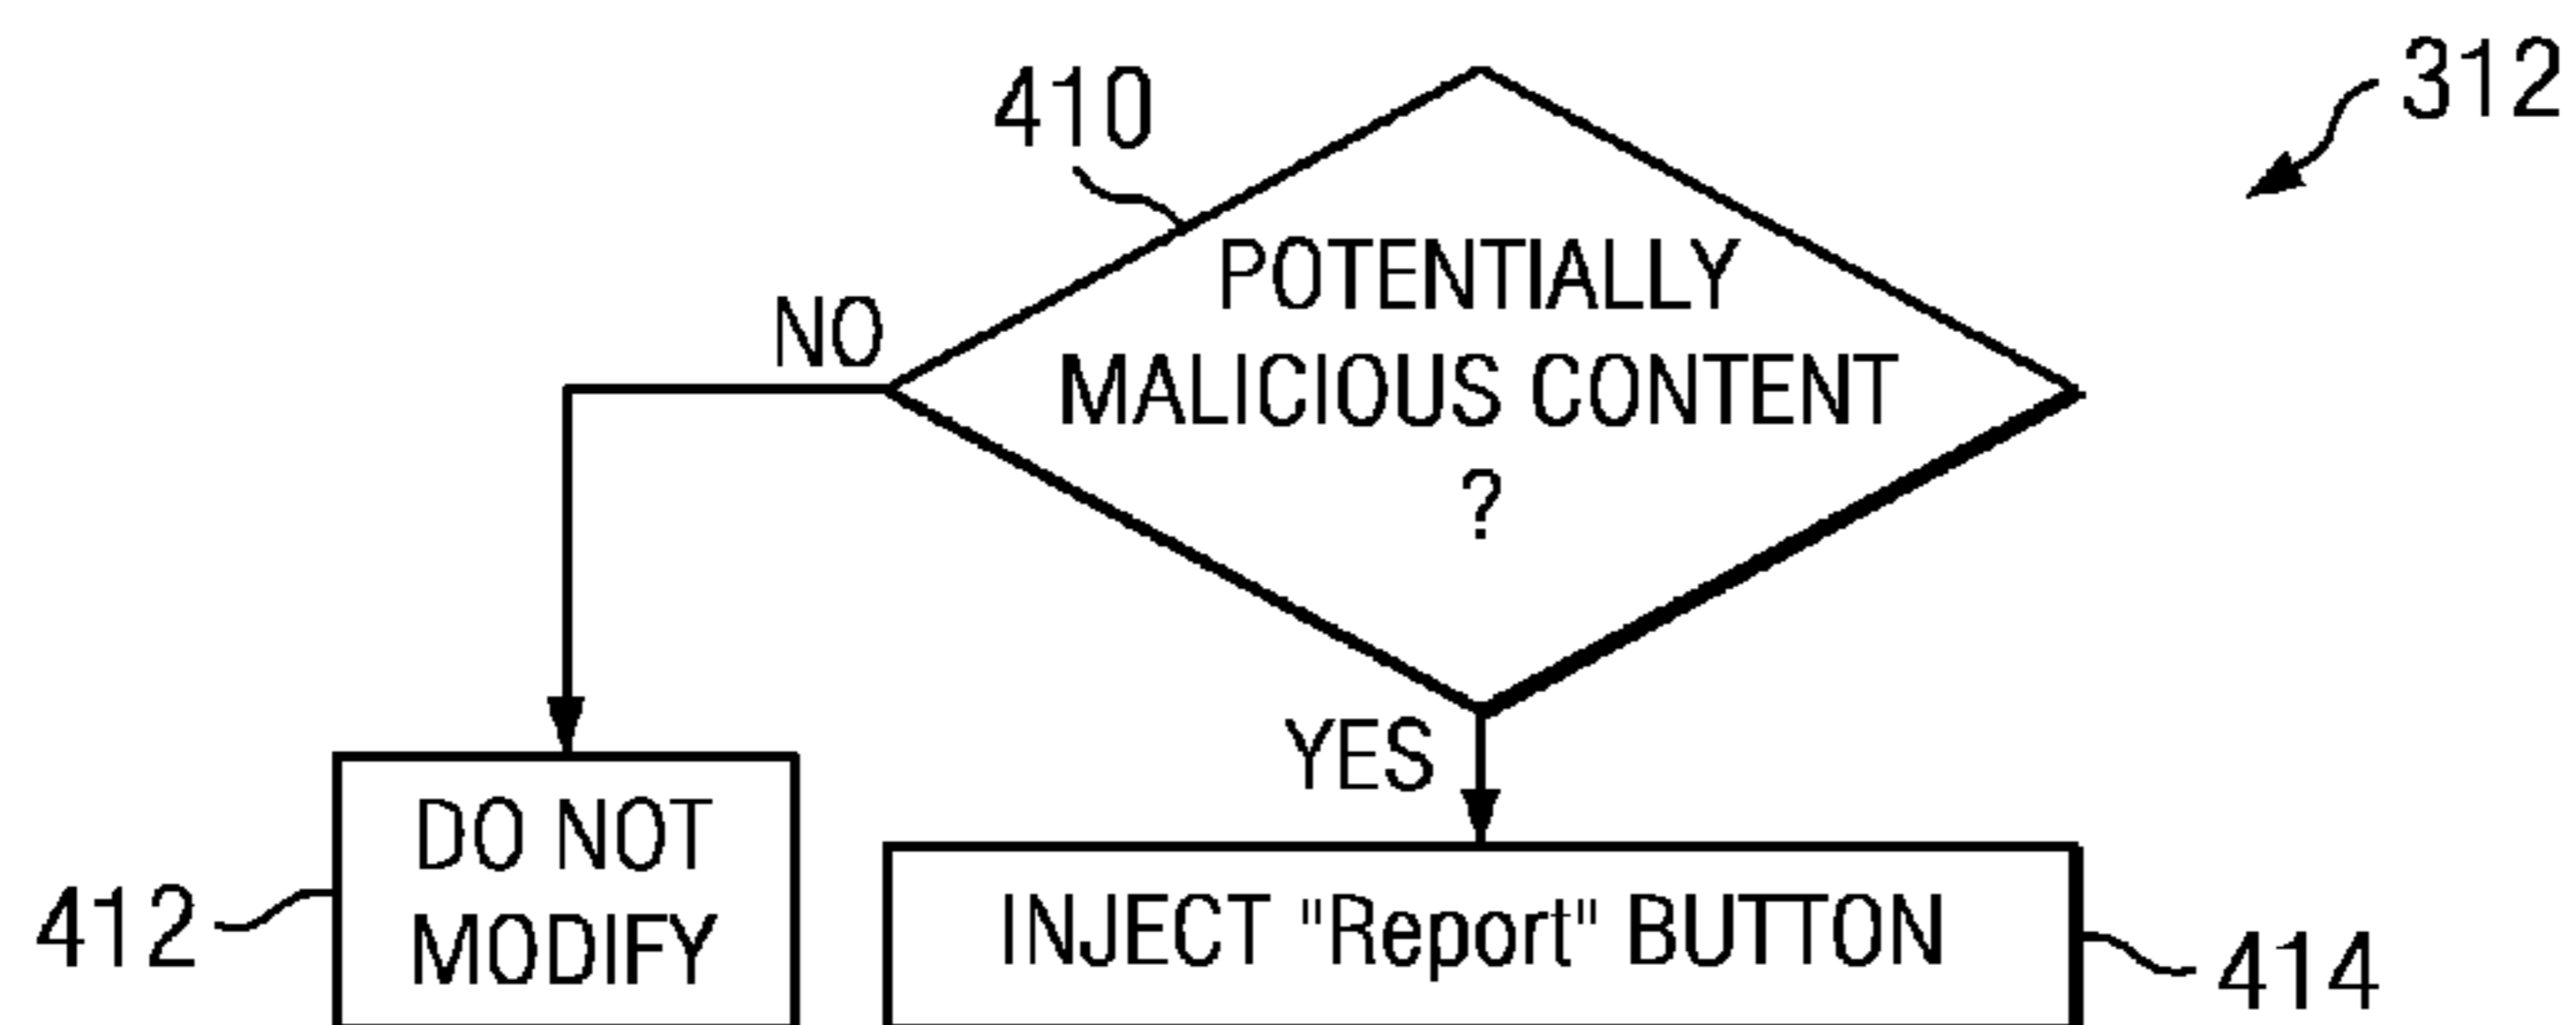 312
410
POTENTIALLY
MALICIOUS CONTENT
?
NO
YES
DO NOT
MODIFY
412
INJECT "Report" BUTTON
414